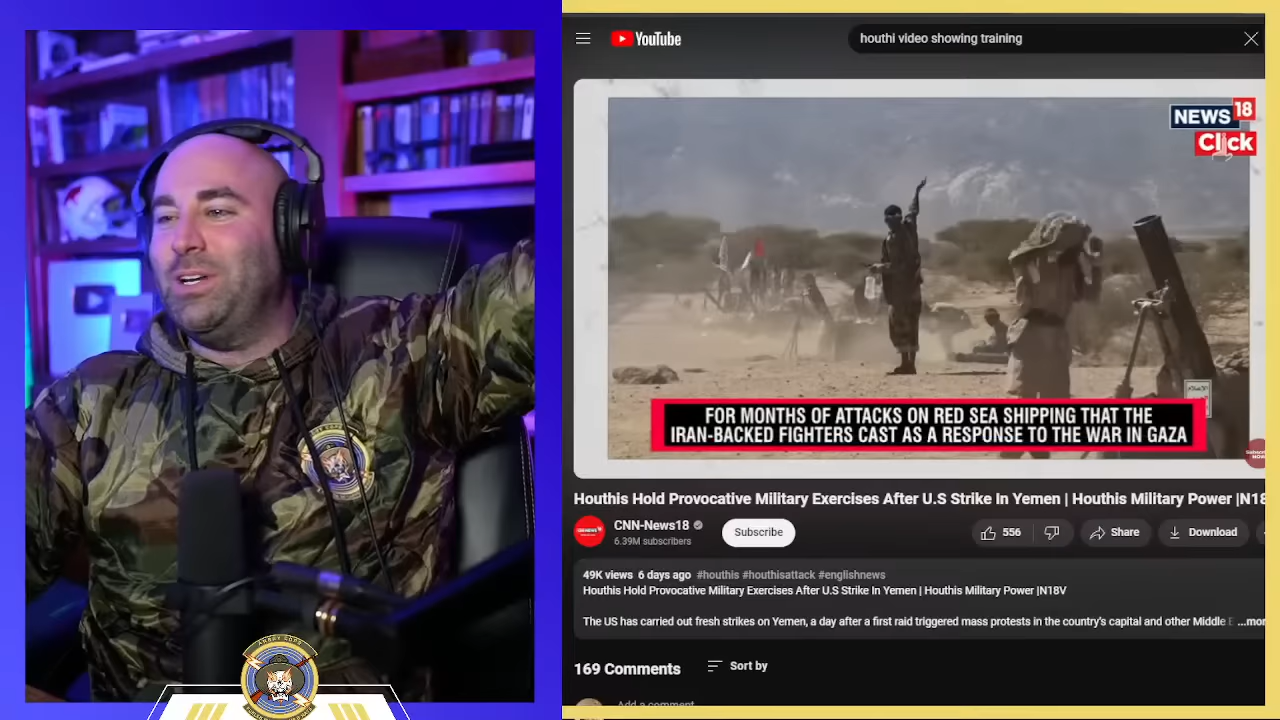 YouTube
houthi video showing training
NEWS 18
Click
FOR MONTHS OF ATTACKS ON RED SEA SHIPPING THAT THE
IRAN-BACKED FIGHTERS CAST AS A RESPONSE TO THE WAR IN GAZA
Houthis Hold Provocative Military Exercises After U.S Strike In Yemen | Houthis Military Power |N18
CNN-News18
6.39M subscribers
Subscribe
556
Share
Download
49K views 6 days ago #houthis #houthisattack #englishnews
Houthis Hold Provocative Military Exercises After U.S Strike In Yemen | Houthis Military Power |N18V
The US has carried out fresh strikes on Yemen, a day after a first raid triggered mass protests in the country's capital and other Middle E ...mor
169 Comments
Sort by
Add a comment
ANGRY COPS